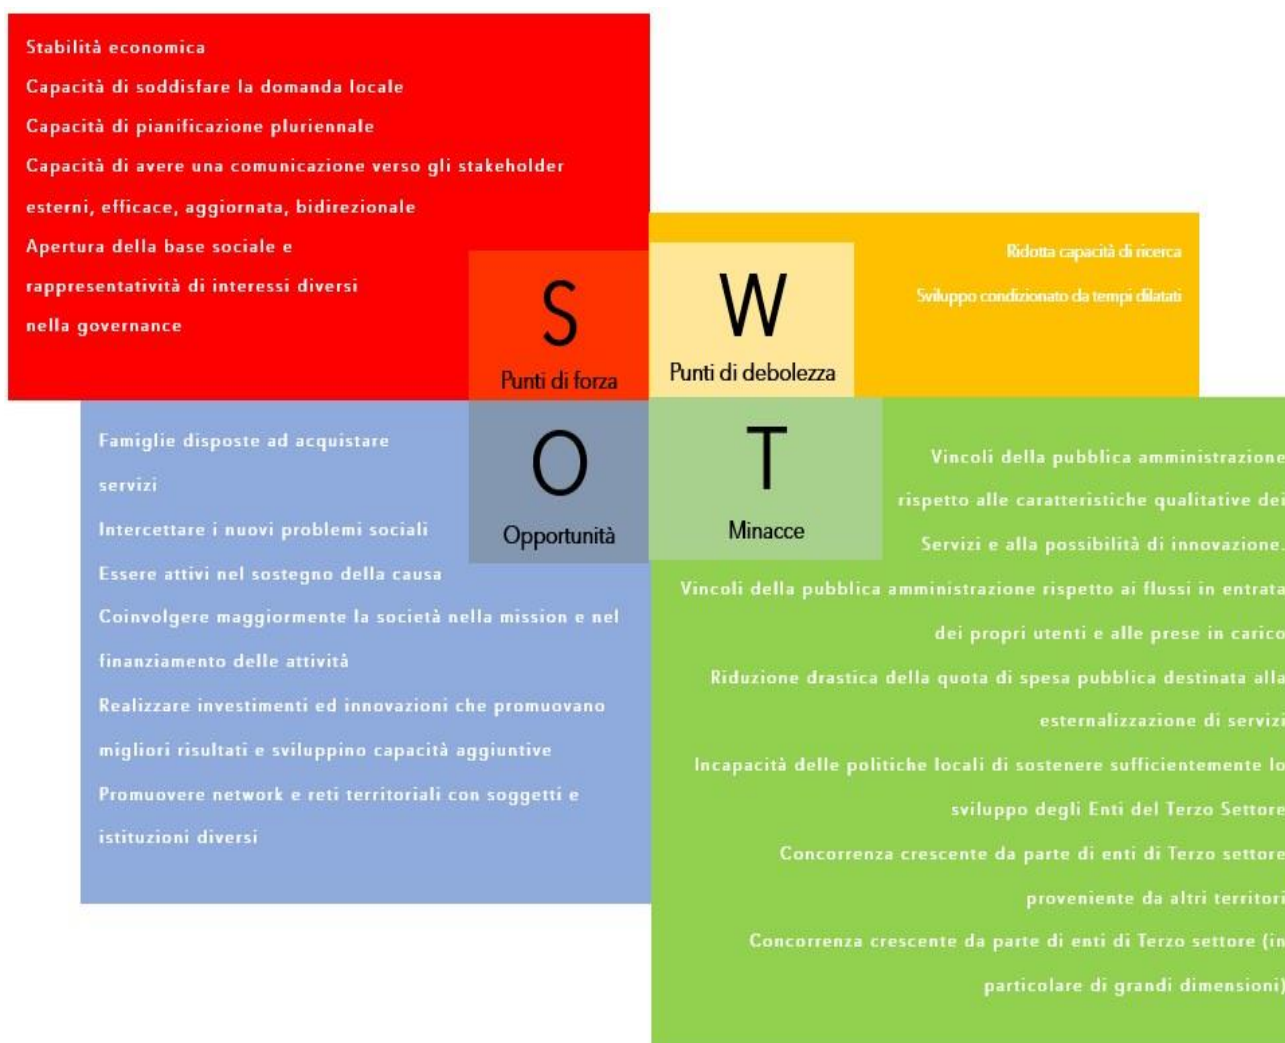 Stabilità economica
Capacità di soddisfare la domanda locale
Capacità di pianificazione pluriennale
Capacità di avere una comunicazione verso gli stakeholder
esterni, efficace, aggiornata, bidirezionale
Apertura della base sociale e
rappresentatività di interessi diversi
nella governance
S
Punti di forza
W
Punti di debolezza
Ridotta capacità di ricerca
Sviluppo condizionato da tempi dilatati
Famiglie disposte ad acquistare
servizi
Intercettare i nuovi problemi sociali
Essere attivi nel sostegno della causa
Coinvolgere maggiormente la società nella mission e nel
finanziamento delle attività
Realizzare investimenti ed innovazioni che promuovano
migliori risultati e sviluppino capacità aggiuntive
Promuovere network e reti territoriali con soggetti e
istituzioni diversi
O
Opportunità
T
Minacce
Vincoli della pubblica amministrazione
rispetto alle caratteristiche qualitative dei
Servizi e alla possibilità di innovazione.
Vincoli della pubblica amministrazione rispetto ai flussi in entrata
dei propri utenti e alle prese in carico
Riduzione drastica della quota di spesa pubblica destinata alla
esternalizzazione di servizi
Incapacità delle politiche locali di sostenere sufficientemente lo
sviluppo degli Enti del Terzo Settore
Concorrenza crescente da parte di enti di Terzo settore
proveniente da altri territori
Concorrenza crescente da parte di enti di Terzo settore (in
particolare di grandi dimensioni)